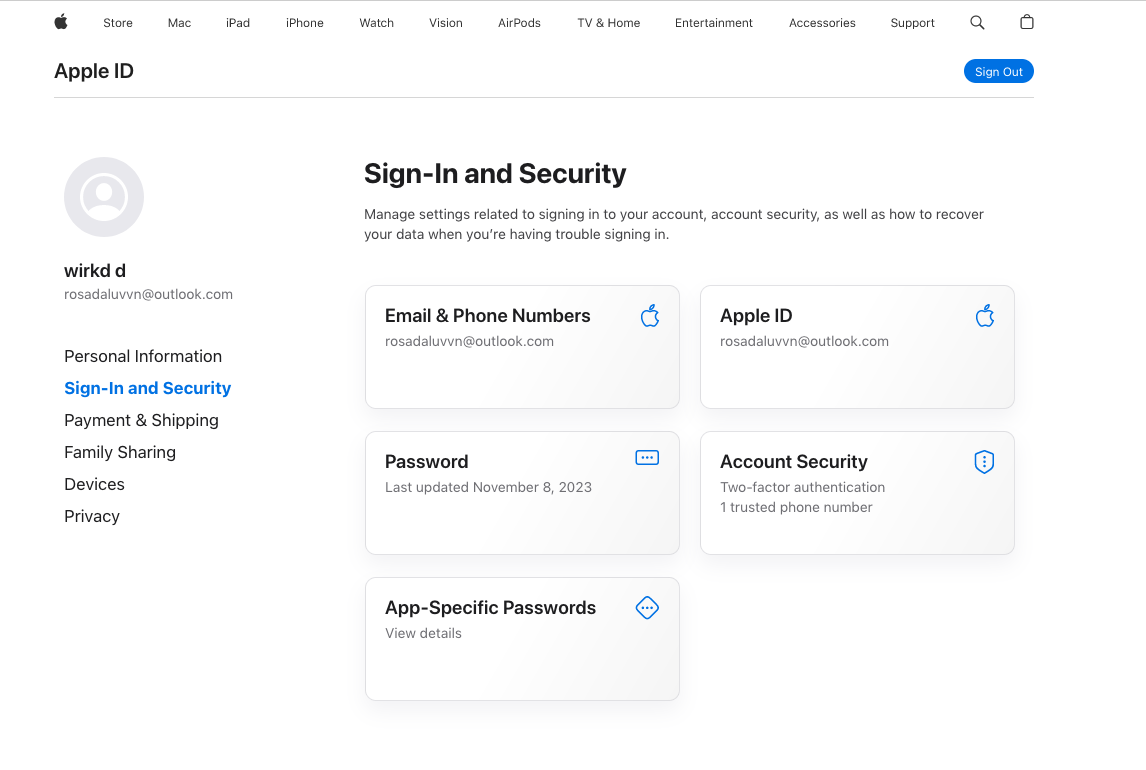 Store Mac iPad iPhone Watch Vision AirPods TV & Home Entertainment Accessories Support
Apple ID
Sign Out
wirkd d
rosadaluvvn@outlook.com
Personal Information
Sign-In and Security
Payment & Shipping
Family Sharing
Devices
Privacy
Sign-In and Security
Manage settings related to signing in to your account, account security, as well as how to recover
your data when you’re having trouble signing in.
Email & Phone Numbers
rosadaluvvn@outlook.com
Apple ID
rosadaluvvn@outlook.com
Password
Last updated November 8, 2023
Account Security
Two-factor authentication
1 trusted phone number
App-Specific Passwords
View details